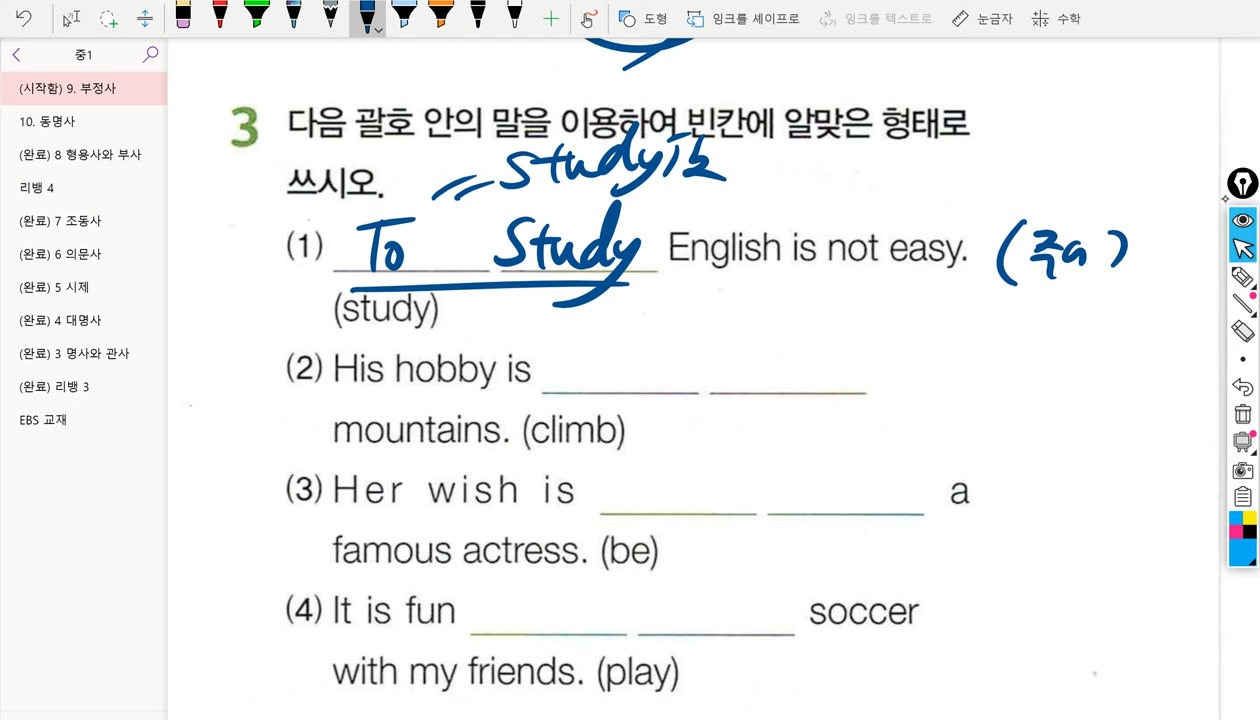 도형
잉크를 셰이프로
잉크를 텍스트로
눈금자
수학
중1
(시작함) 9. 부정사
10. 동명사
(완료) 8 형용사와 부사
리뱅 4
(완료) 7 조동사
(완료) 6 의문사
(완료) 5 시제
(완료) 4 대명사
(완료) 3 명사와 관사
(완료) 리뱅 3
EBS 교재
3 다음 괄호 안의 말을 이용하여 빈칸에 알맞은 형태로
쓰시오.
= Study
(1) To Study English is not easy. (주어)
(study)
(2) His hobby is
mountains. (climb)
(3) Her wish is a
famous actress. (be)
(4) It is fun soccer
with my friends. (play)